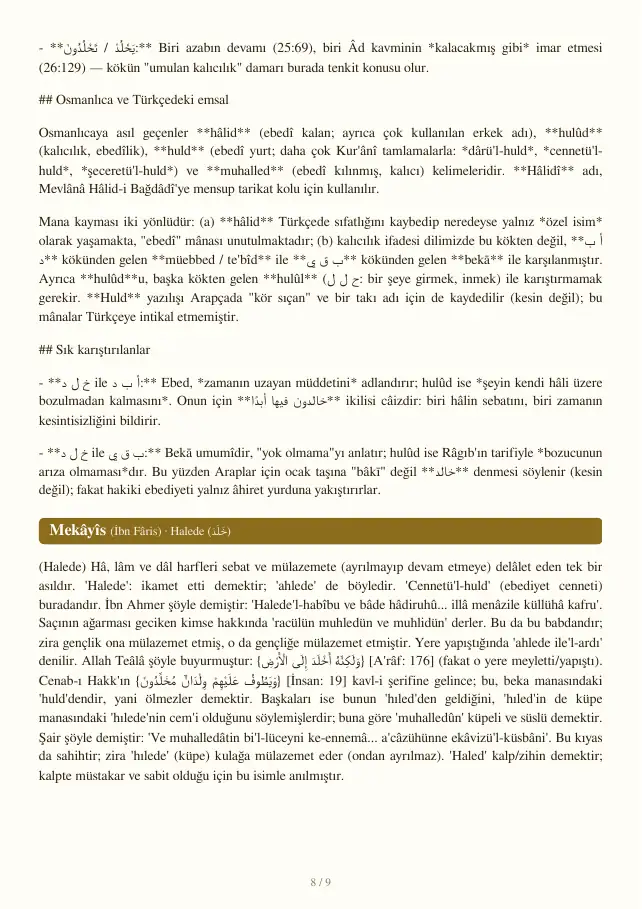 - **يَخْلُدْ / تَخْلُدُونَ:** Biri azabın devamı (25:69), biri Âd kavminin *kalacakmış gibi* imar etmesi
(26:129) — kökün "umulan kalıcılık" damarı burada tenkit konusu olur.
## Osmanlıca ve Türkçedeki emsal
Osmanlıcaya asıl geçenler **hâlid** (ebedî kalan; ayrıca çok kullanılan erkek adı), **hulûd**
(kalıcılık, ebedîlik), **huld** (ebedî yurt; daha çok Kur'ânî tamlamalarla: *dârü'l-huld*, *cennetü'l-
huld*, *şeceretü'l-huld*) ve **muhalled** (ebedî kılınmış, kalıcı) kelimeleridir. **Hâlidî** adı,
Mevlânâ Hâlid-i Bağdâdî'ye mensup tarikat kolu için kullanılır.
Mana kayması iki yönlüdür: (a) **hâlid** Türkçede sıfatlığını kaybedip neredeyse yalnız *özel isim*
olarak yaşamakta, "ebedî" mânası unutulmaktadır; (b) kalıcılık ifadesi dilimizde bu kökten değil, **أ ب
د** kökünden gelen **müebbed / te'bîd** ile **ب ق ي** kökünden gelen **bekā** ile karşılanmıştır.
Ayrıca **hulûd**u, başka kökten gelen **hulûl** (ح ل ل: bir şeye girmek, inmek) ile karıştırmamak
gerekir. **Huld** yazılışı Arapçada "kör sıçan" ve bir takı adı için de kaydedilir (kesin değil); bu
mânalar Türkçeye intikal etmemiştir.
## Sık karıştırılanlar
- **خ ل د ile أ ب د:** Ebed, *zamanın uzayan müddetini* adlandırır; hulûd ise *şeyin kendi hâli üzere
bozulmadan kalmasını*. Onun için **خالدون فيها أبدًا** ikilisi câizdir: biri hâlin sebatını, biri zamanın
kesintisizliğini bildirir.
- **خ ل د ile ب ق ي:** Bekā umumîdir, "yok olmama"yı anlatır; hulûd ise Râgıb'ın tarifiyle *bozucunun
arıza olmaması*dır. Bu yüzden Araplar için ocak taşına "bâkî" değil **خالد** denmesi söylenir (kesin
değil); fakat hakiki ebediyeti yalnız âhiret yurduna yakıştırırlar.
Mekâyîs (İbn Fâris) · Halede (خَلَدَ)
(Halede) Hâ, lâm ve dâl harfleri sebat ve mülazemete (ayrılmayıp devam etmeye) delâlet eden tek bir
asıldır. 'Halede': ikamet etti demektir; 'ahlede' de böyledir. 'Cennetü'l-huld' (ebediyet cenneti)
buradandır. İbn Ahmer şöyle demiştir: 'Halede'l-habîbu ve bâde hâdiruhû... illâ menâzile küllühâ kafru'.
Saçının ağarması geciken kimse hakkında 'racülün muhledün ve muhlidün' derler. Bu da bu babdandır;
zira gençlik ona mülazemet etmiş, o da gençliğe mülazemet etmiştir. Yere yapıştığında 'ahlede ile'l-ardı'
denilir. Allah Teâlâ şöyle buyurmuştur: {وَلَكِنَّهُ أَخْلَدَ إِلَى الْأَرْضِ} [A'râf: 176] (fakat o yere meyletti/yapıştı).
Cenab-ı Hakk'ın {وَيَطُوفُ عَلَيْهِمْ وِلْدَانٌ مُخَلَّدُونَ} [İnsan: 19] kavl-i şerifine gelince; bu, beka manasındaki
'huld'dendir, yani ölmezler demektir. Başkaları ise bunun 'hıled'den geldiğini, 'hıled'in de küpe
manasındaki 'hılede'nin cem'i olduğunu söylemişlerdir; buna göre 'muhalledûn' küpeli ve süslü demektir.
Şair şöyle demiştir: 'Ve muhalledâtin bi'l-lüceyni ke-ennemâ... a'câzühünne ekâvizü'l-küsbâni'. Bu kıyas
da sahihtir; zira 'hılede' (küpe) kulağa mülazemet eder (ondan ayrılmaz). 'Haled' kalp/zihin demektir;
kalpte müstakar ve sabit olduğu için bu isimle anılmıştır.
8 / 9